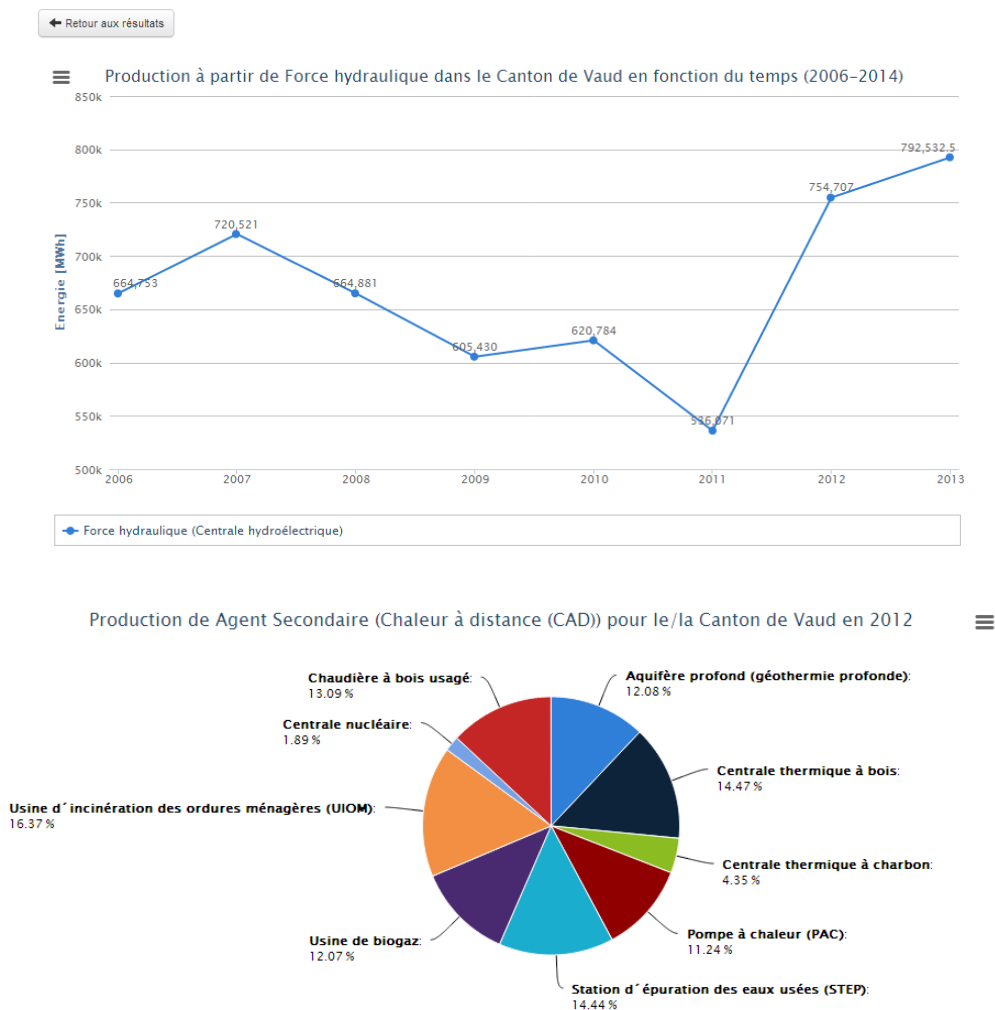 Retour aux résultats
Production à partir de Force hydraulique dans le Canton de Vaud en fonction du temps (2006-2014)
Energie [MWh]
850k
800k
750k
700k
650k
600k
550k
500k
664,753
720,521
664,881
605,430
620,784
536,071
754,707
792,532.5
2006
2007
2008
2009
2010
2011
2012
2013
Force hydraulique (Centrale hydroélectrique)
Production de Agent Secondaire (Chaleur à distance (CAD)) pour le/la Canton de Vaud en 2012
Aquifère profond (géothermie profonde):
12.08 %
Centrale thermique à bois:
14.47 %
Centrale thermique à charbon:
4.35 %
Pompe à chaleur (PAC):
11.24 %
Station d´épuration des eaux usées (STEP):
14.44 %
Usine de biogaz:
12.07 %
Usine d´incinération des ordures ménagères (UIOM):
16.37 %
Centrale nucléaire:
1.89 %
Chaudière à bois usagé:
13.09 %